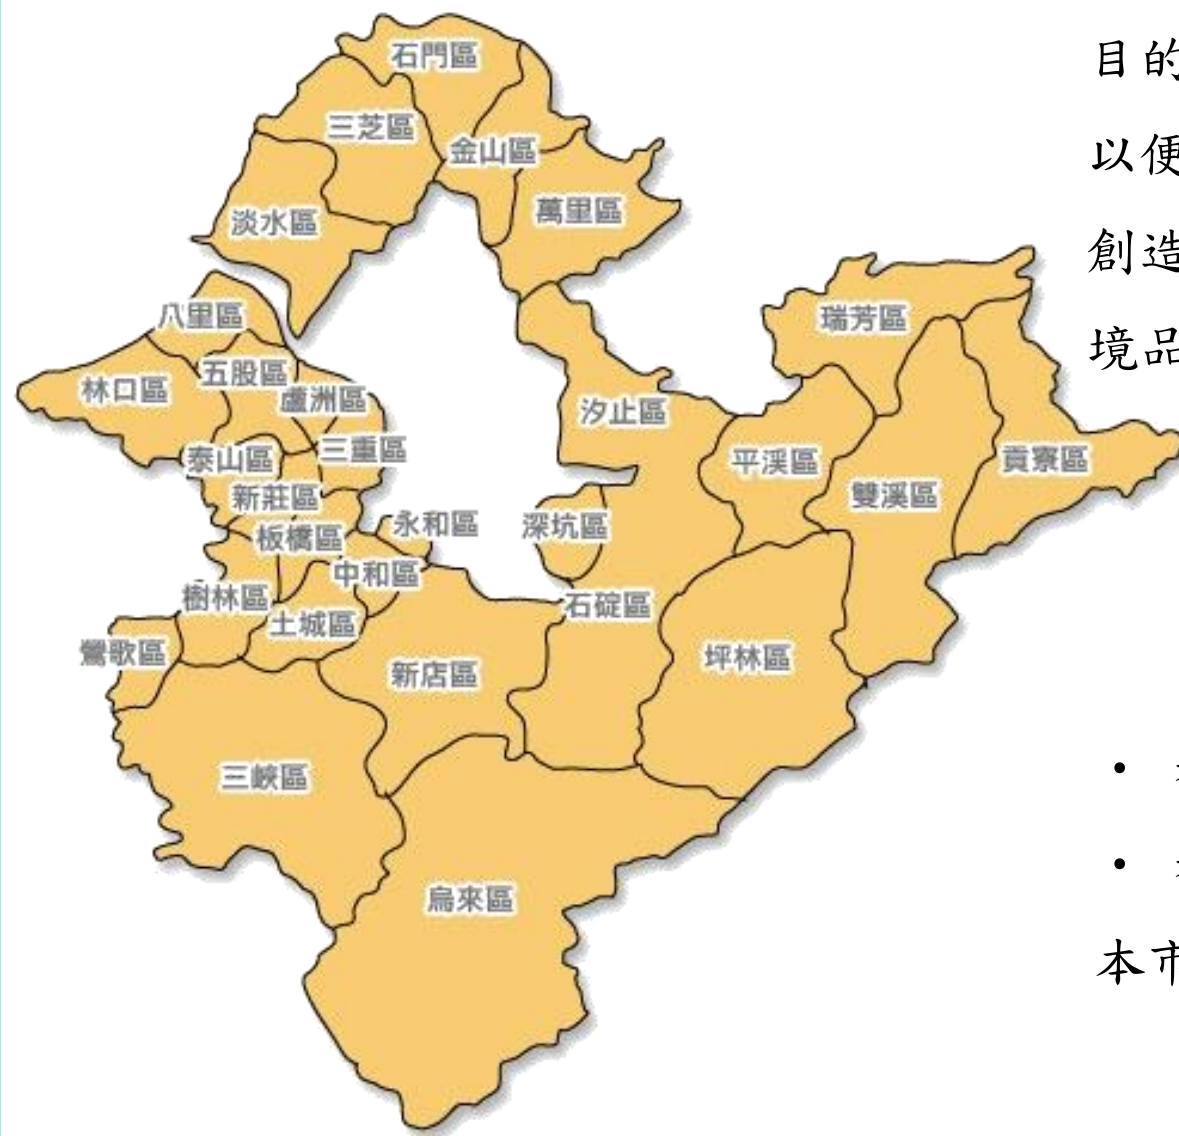 石門區
三芝區
金山區
萬里區
淡水區
八里區
瑞芳區
五股區
林口區
蘆洲區
汐止區
三重區
泰山區
平溪區
貢寮區
新莊區
雙溪區
永和區
深坑區
板橋區
中和區
樹林區
石碇區
土城區
鶯歌區
坪林區
新店區
三峽區
烏來區
目的
以便
創造
境品
•
•
本市